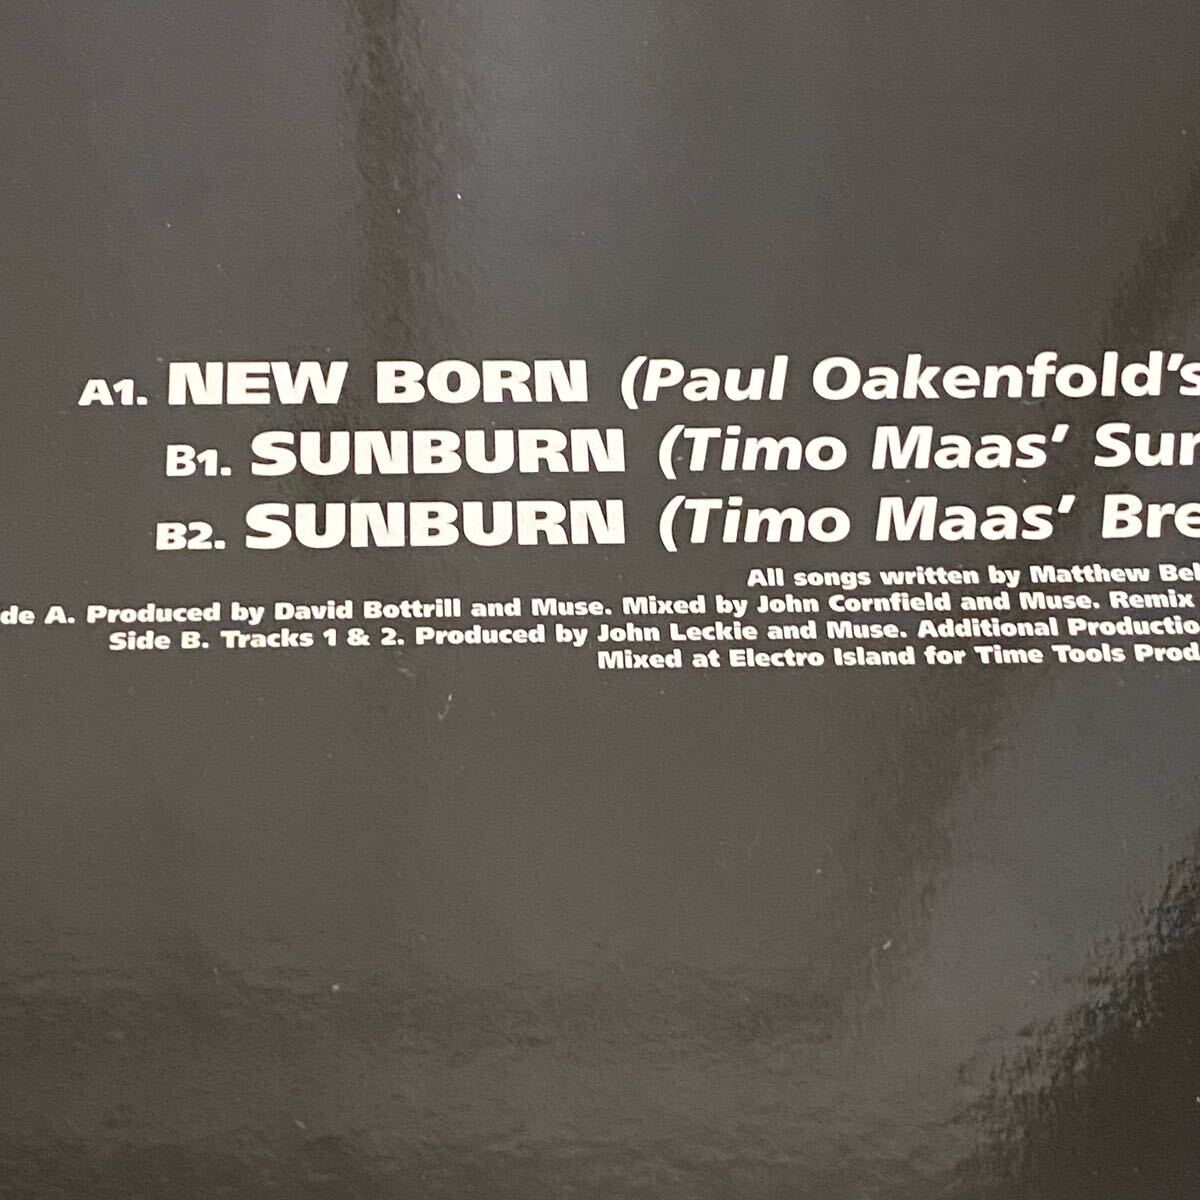 A1. NEW BORN (Paul Oakenfold's
B1. SUNBURN (Timo Maas' Sun
B2. SUNBURN (Timo Maas' Bre
All songs written by Matthew Bel
de A. Produced by David Bottrill and Muse. Mixed by John Cornfield and Muse. Remix
Side B. Tracks 1 & 2. Produced by John Leckie and Muse. Additional Productio
Mixed at Electro Island for Time Tools Prod